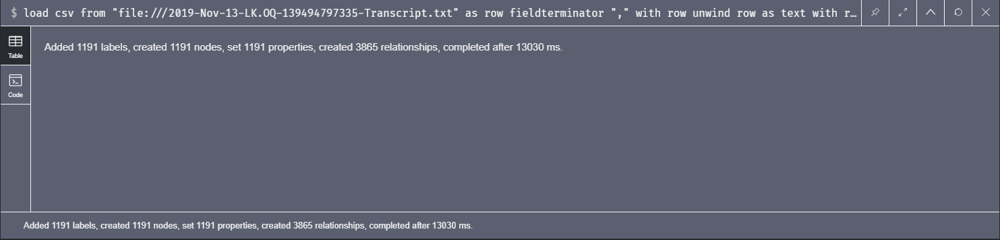 $ load csv from "file:///2019-Nov-13-LK.OQ-139494797335-Transcript.txt" as row fieldterminator "," with row unwind row as text with r…
Table
Added 1191 labels, created 1191 nodes, set 1191 properties, created 3865 relationships, completed after 13030 ms.
Code
Added 1191 labels, created 1191 nodes, set 1191 properties, created 3865 relationships, completed after 13030 ms.